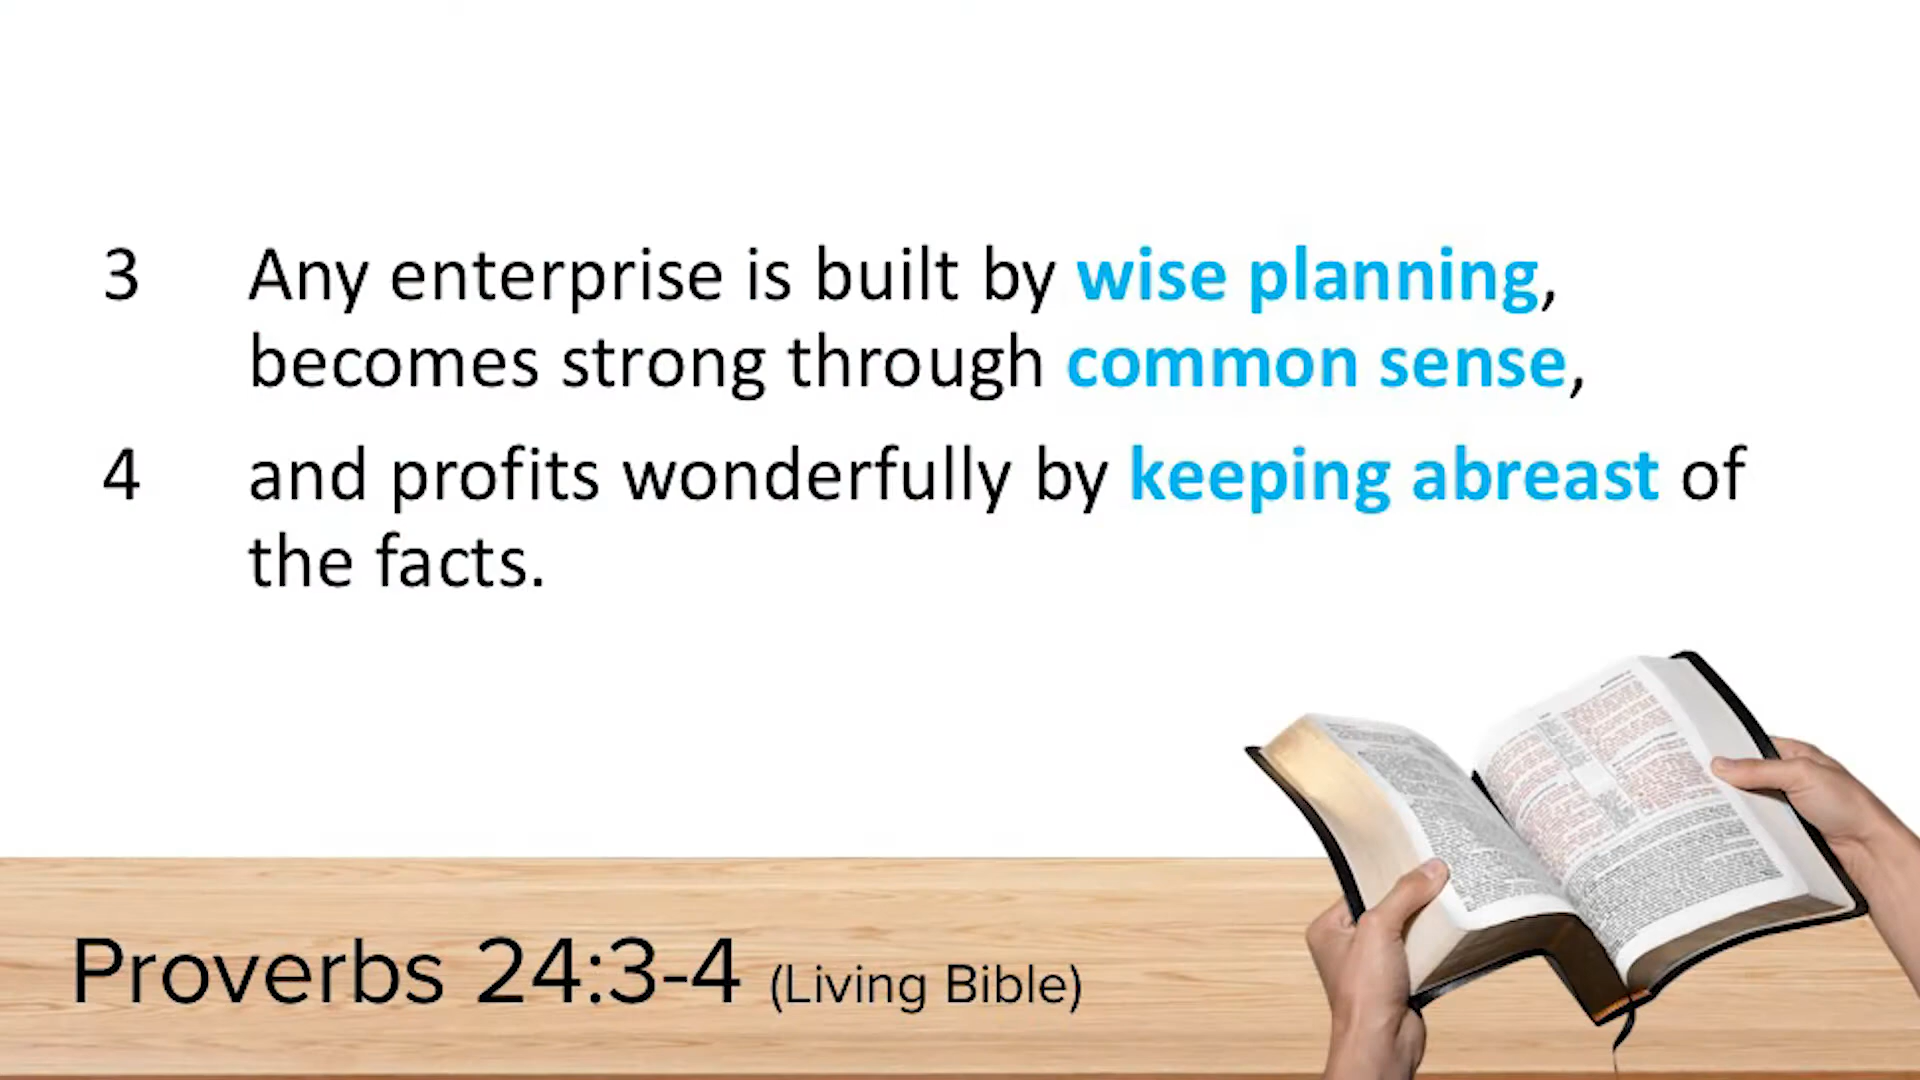 3 Any enterprise is built by wise planning,
becomes strong through common sense,
4 and profits wonderfully by keeping abreast of
the facts.
Proverbs 24:3-4 (Living Bible)